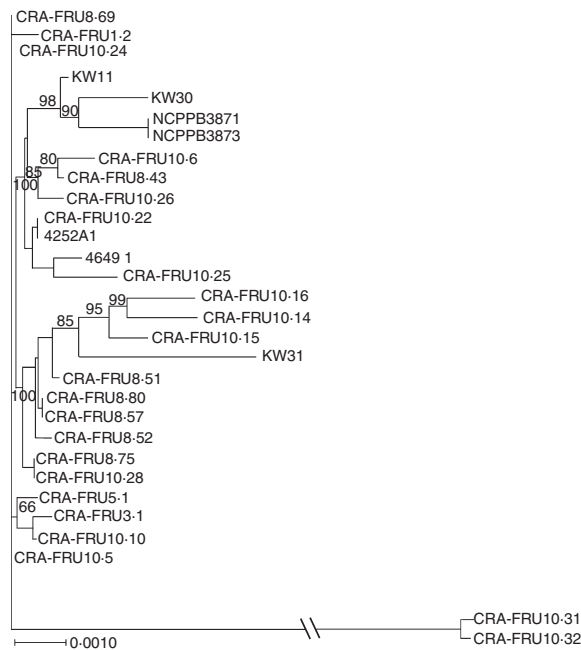 CRA-FRU8·69
CRA-FRU1·2
CRA-FRU10·24
KW11
98
KW30
90
NCPPB3871
NCPPB3873
80
CRA-FRU10·6
85
CRA-FRU8·43
100
CRA-FRU10·26
CRA-FRU10·22
4252A1
4649 1
CRA-FRU10·25
CRA-FRU10·16
99
95
CRA-FRU10·14
85
CRA-FRU10·15
KW31
CRA-FRU8·51
100
CRA-FRU8·80
CRA-FRU8·57
CRA-FRU8·52
CRA-FRU8·75
CRA-FRU10·28
CRA-FRU5·1
66
CRA-FRU3·1
CRA-FRU10·10
CRA-FRU10·5
CRA-FRU10·31
CRA-FRU10·32
0·0010